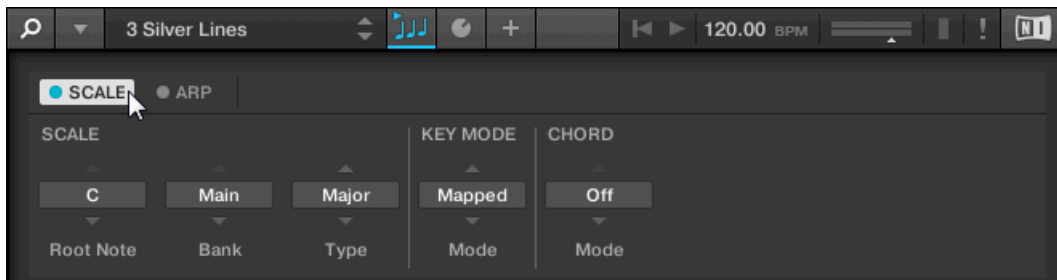 3 Silver Lines 120.00 BPM ! NI
SCALE ARP
SCALE KEY MODE CHORD
C Main Major Mapped Off
Root Note Bank Type Mode Mode